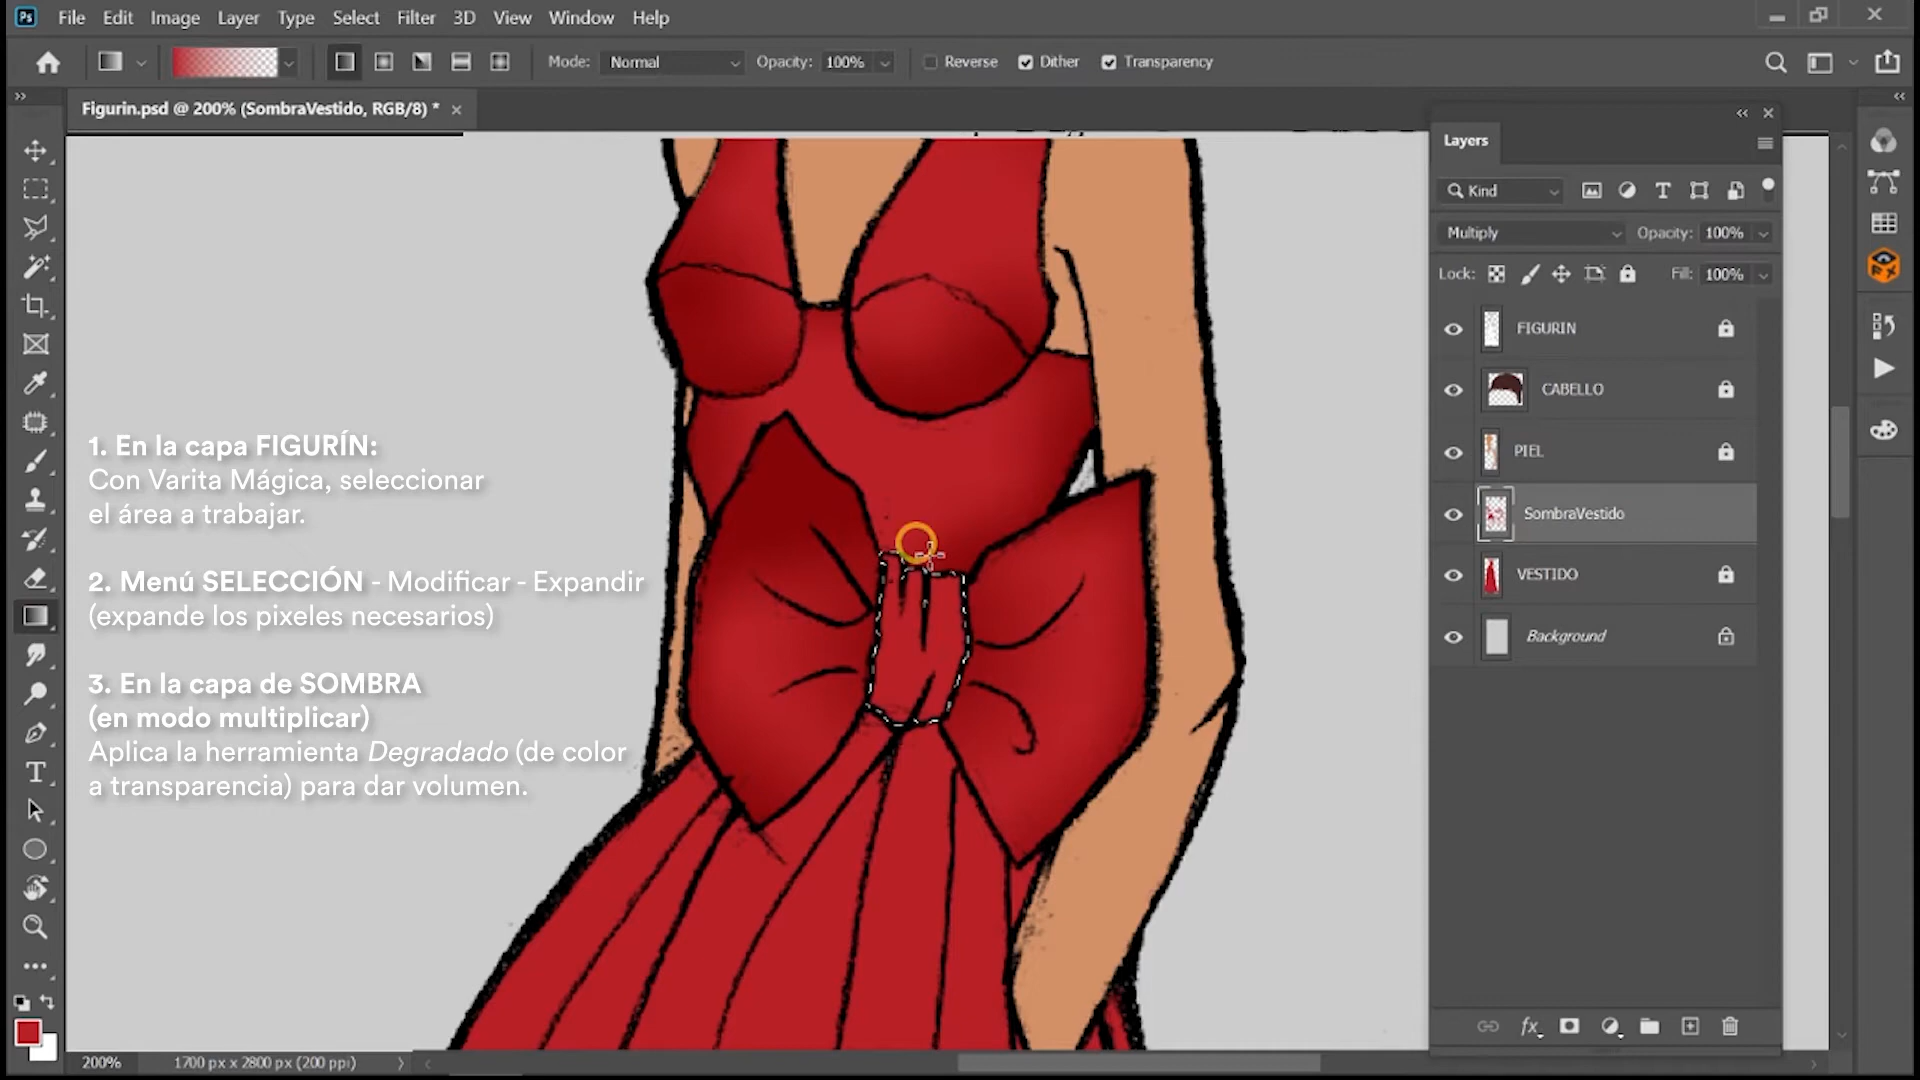 Ps File Edit Image Layer Type Select Filter 3D View Window Help
Mode: Normal Opacity: 100% Reverse Dither Transparency
Figurin.psd @ 200% (SombraVestido, RGB/8) *
1. En la capa FIGURÍN:
Con Varita Mágica, seleccionar
el área a trabajar.
2. Menú SELECCIÓN - Modificar - Expandir
(expande los pixeles necesarios)
3. En la capa de SOMBRA
(en modo multiplicar)
Aplica la herramienta Degradado (de color
a transparencia) para dar volumen.
Layers
Kind
Multiply Opacity: 100%
Lock: Fill: 100%
FIGURIN
CABELLO
PIEL
SombraVestido
VESTIDO
Background
fx
200% 1700 px x 2800 px (200 ppi)